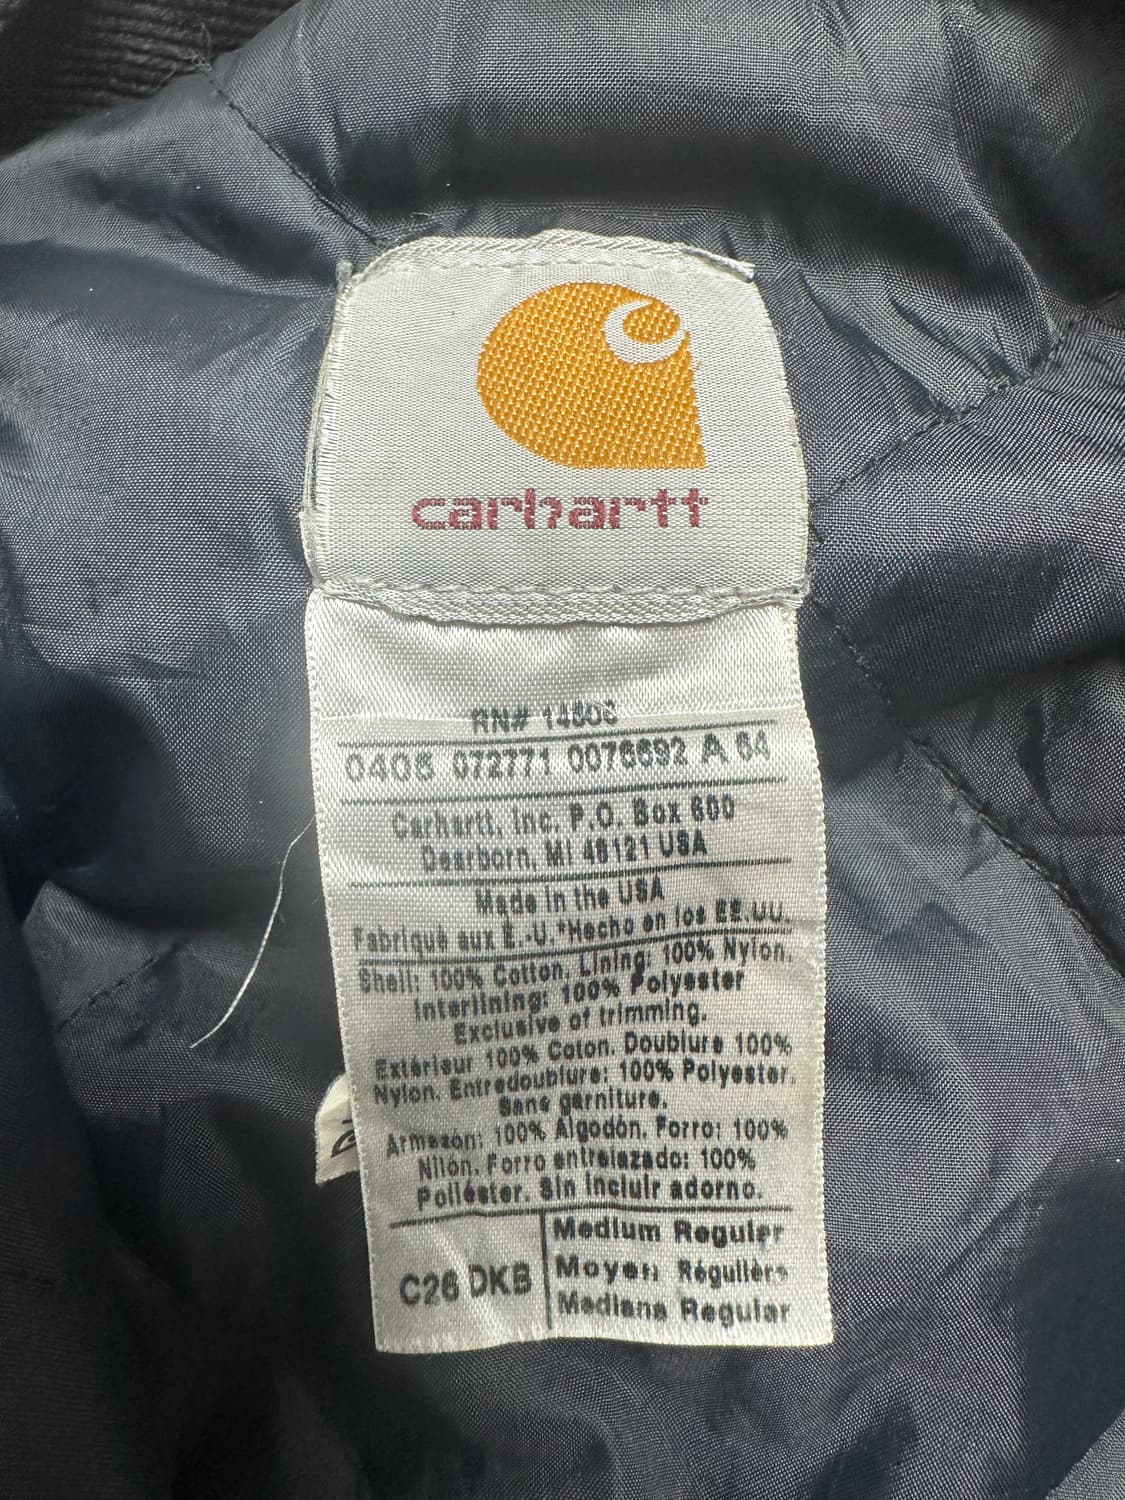 carhartt
RN# 14806
0406 072771 0076692 A 64
Carhartt, Inc. P.O. Box 600
Dearborn, MI 48121 USA
Made in the USA
Fabriqué aux É.-U.*Hecho en los EE.UU.
Shell: 100% Cotton. Lining: 100% Nylon.
Interlining: 100% Polyester
Exclusive of trimming.
Extérieur 100% Coton. Doublure 100%
Nylon. Entredoublure: 100% Polyester.
Sans garniture.
Armazón: 100% Algodón. Forro: 100%
Nilón. Forro entrelazado: 100%
Poliéster. Sin incluir adorno.
C26 DKB
Medium Regular
Moyen Régulière
Mediana Regular